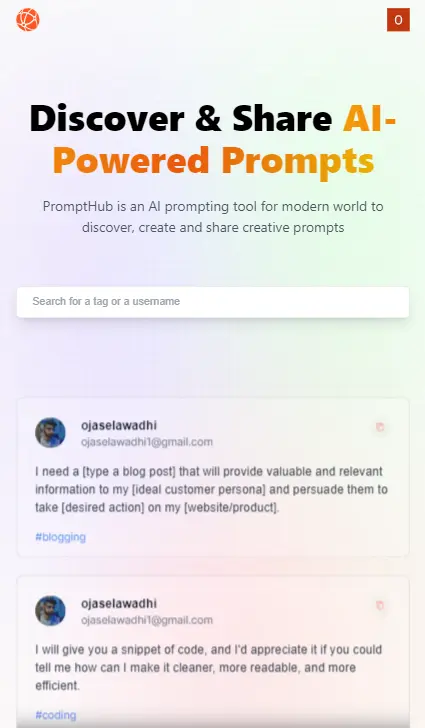 O
Discover & Share AI-
Powered Prompts
PromptHub is an AI prompting tool for modern world to
discover, create and share creative prompts
Search for a tag or a username
ojaselawadhi
ojaselawadhi1@gmail.com
I need a [type a blog post] that will provide valuable and relevant
information to my [ideal customer persona] and persuade them to
take [desired action] on my [website/product].
#blogging
ojaselawadhi
ojaselawadhi1@gmail.com
I will give you a snippet of code, and I'd appreciate it if you could
tell me how can I make it cleaner, more readable, and more
efficient.
#coding